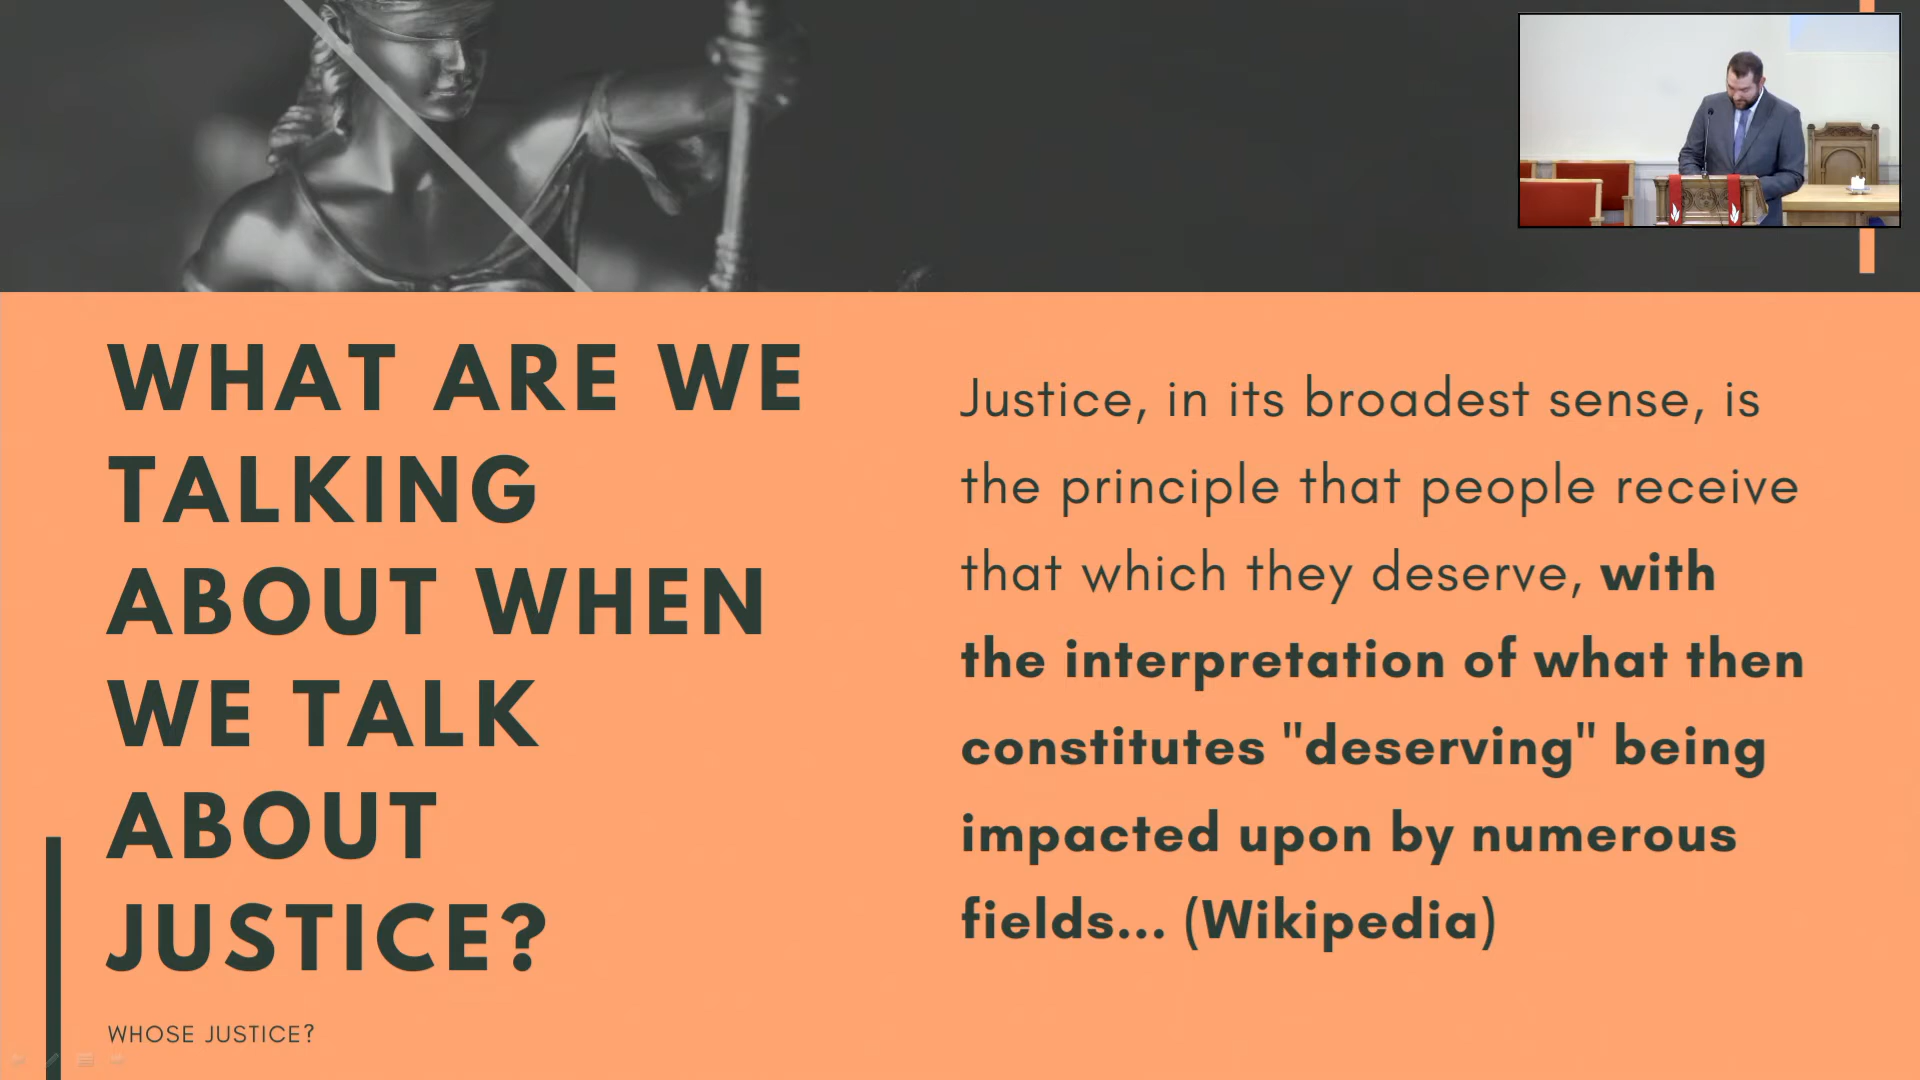 WHAT ARE WE
TALKING
ABOUT WHEN
WE TALK
ABOUT
JUSTICE?
WHOSE JUSTICE?
Justice, in its broadest sense, is
the principle that people receive
that which they deserve, with
the interpretation of what then
constitutes "deserving" being
impacted upon by numerous
fields... (Wikipedia)